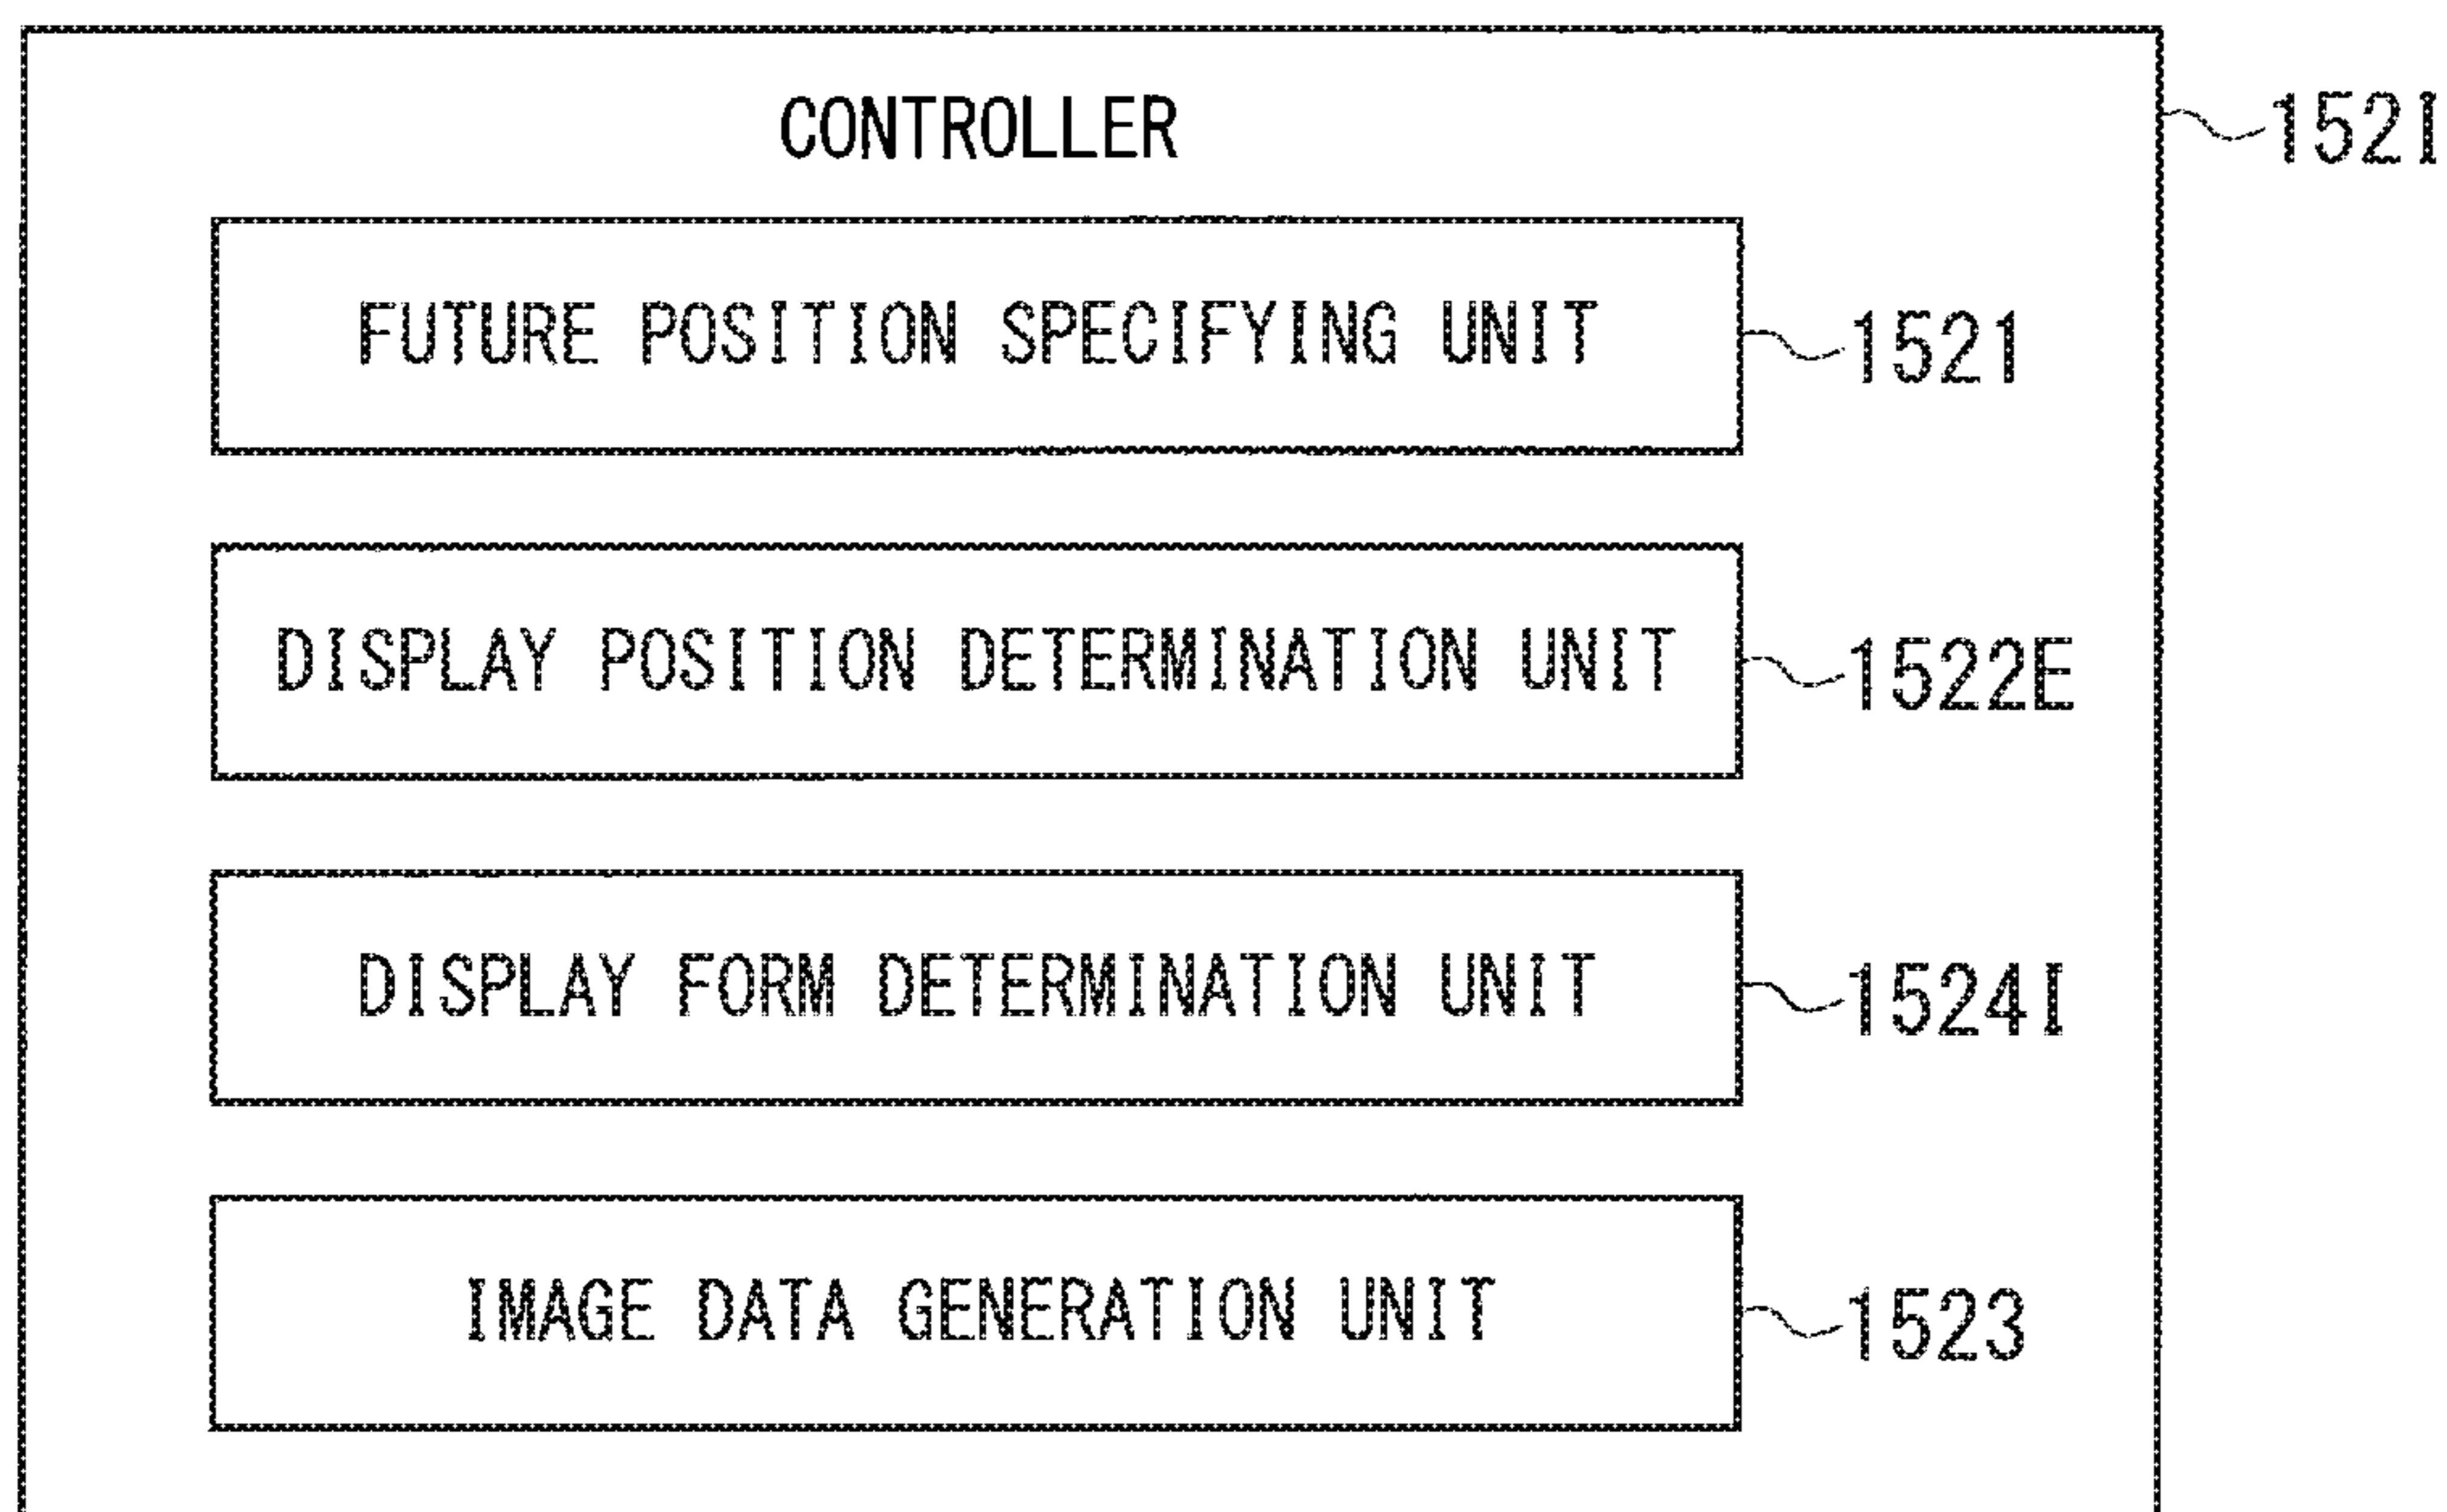 CONTROLLER
152I
FUTURE POSITION SPECIFYING UNIT
1521
DISPLAY POSITION DETERMINATION UNIT
1522E
DISPLAY FORM DETERMINATION UNIT
1524I
IMAGE DATA GENERATION UNIT
1523